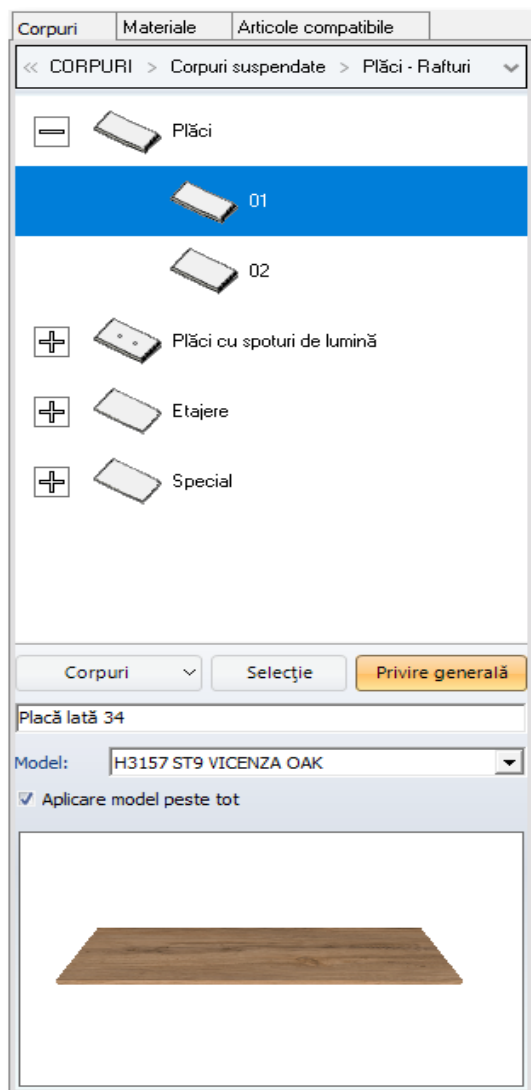 Corpuri Materiale Articole compatibile
« CORPURI > Corpuri suspendate > Plăci - Rafturi
Plăci
01
02
Plăci cu spoturi de lumină
Etajere
Special
Corpuri Selecție Privire generală
Placă lată 34
Model: H3157 ST9 VICENZA OAK
Aplicare model peste tot